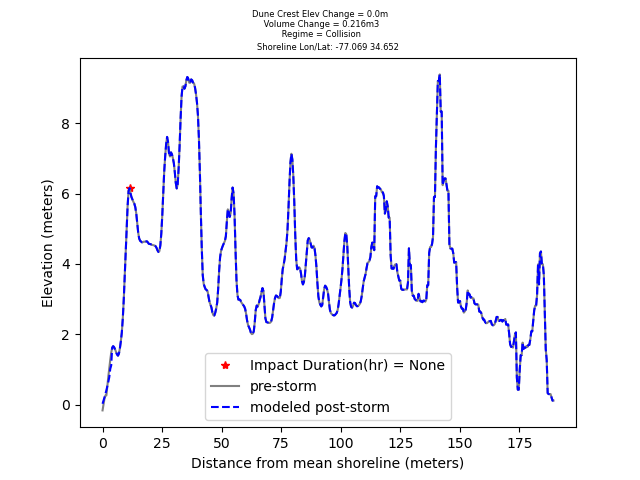 Dune Crest Elev Change = 0.0m
Volume Change = 0.216m3
Regime = Collision
Shoreline Lon/Lat: -77.069 34.652
8
6
4
2
0
Elevation (meters)
Impact Duration(hr) = None
pre-storm
modeled post-storm
0 25 50 75 100 125 150 175
Distance from mean shoreline (meters)